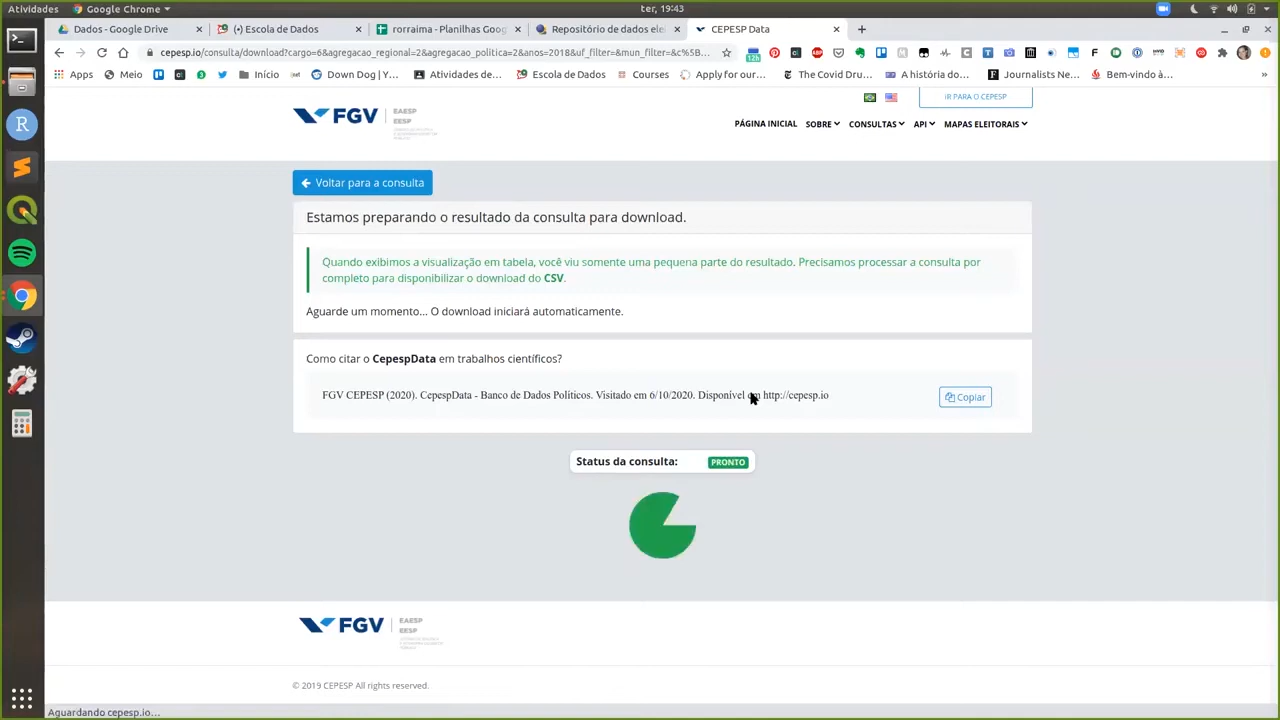 Atividades
Google Chrome
ter, 19:43
Dados - Google Drive
(•) Escola de Dados
rorraima - Planilhas Goog
Repositório de dados ele
CEPESP Data
cepesp.io/consulta/download?cargo=6&agregacao_regional=2&agregacao_politica=2&anos=2018&uf_filter=&mun_filter=&c%5B...
Apps
Meio
Início
Down Dog | Y...
Atividades de...
Escola de Dados
Courses
Apply for our...
The Covid Dru...
A história do...
Journalists Ne...
Bem-vindo à...
FGV
EAESP
EESP
IR PARA O CEPESP
PÁGINA INICIAL SOBRE CONSULTAS API MAPAS ELEITORAIS
Voltar para a consulta
Estamos preparando o resultado da consulta para download.
Quando exibimos a visualização em tabela, você viu somente uma pequena parte do resultado. Precisamos processar a consulta por
completo para disponibilizar o download do CSV.
Aguarde um momento... O download iniciará automaticamente.
Como citar o CepespData em trabalhos científicos?
FGV CEPESP (2020). CepespData - Banco de Dados Políticos. Visitado em 6/10/2020. Disponível em http://cepesp.io
Copiar
Status da consulta: PRONTO
FGV
EAESP
EESP
© 2019 CEPESP All rights reserved.
Aguardando cepesp.io...